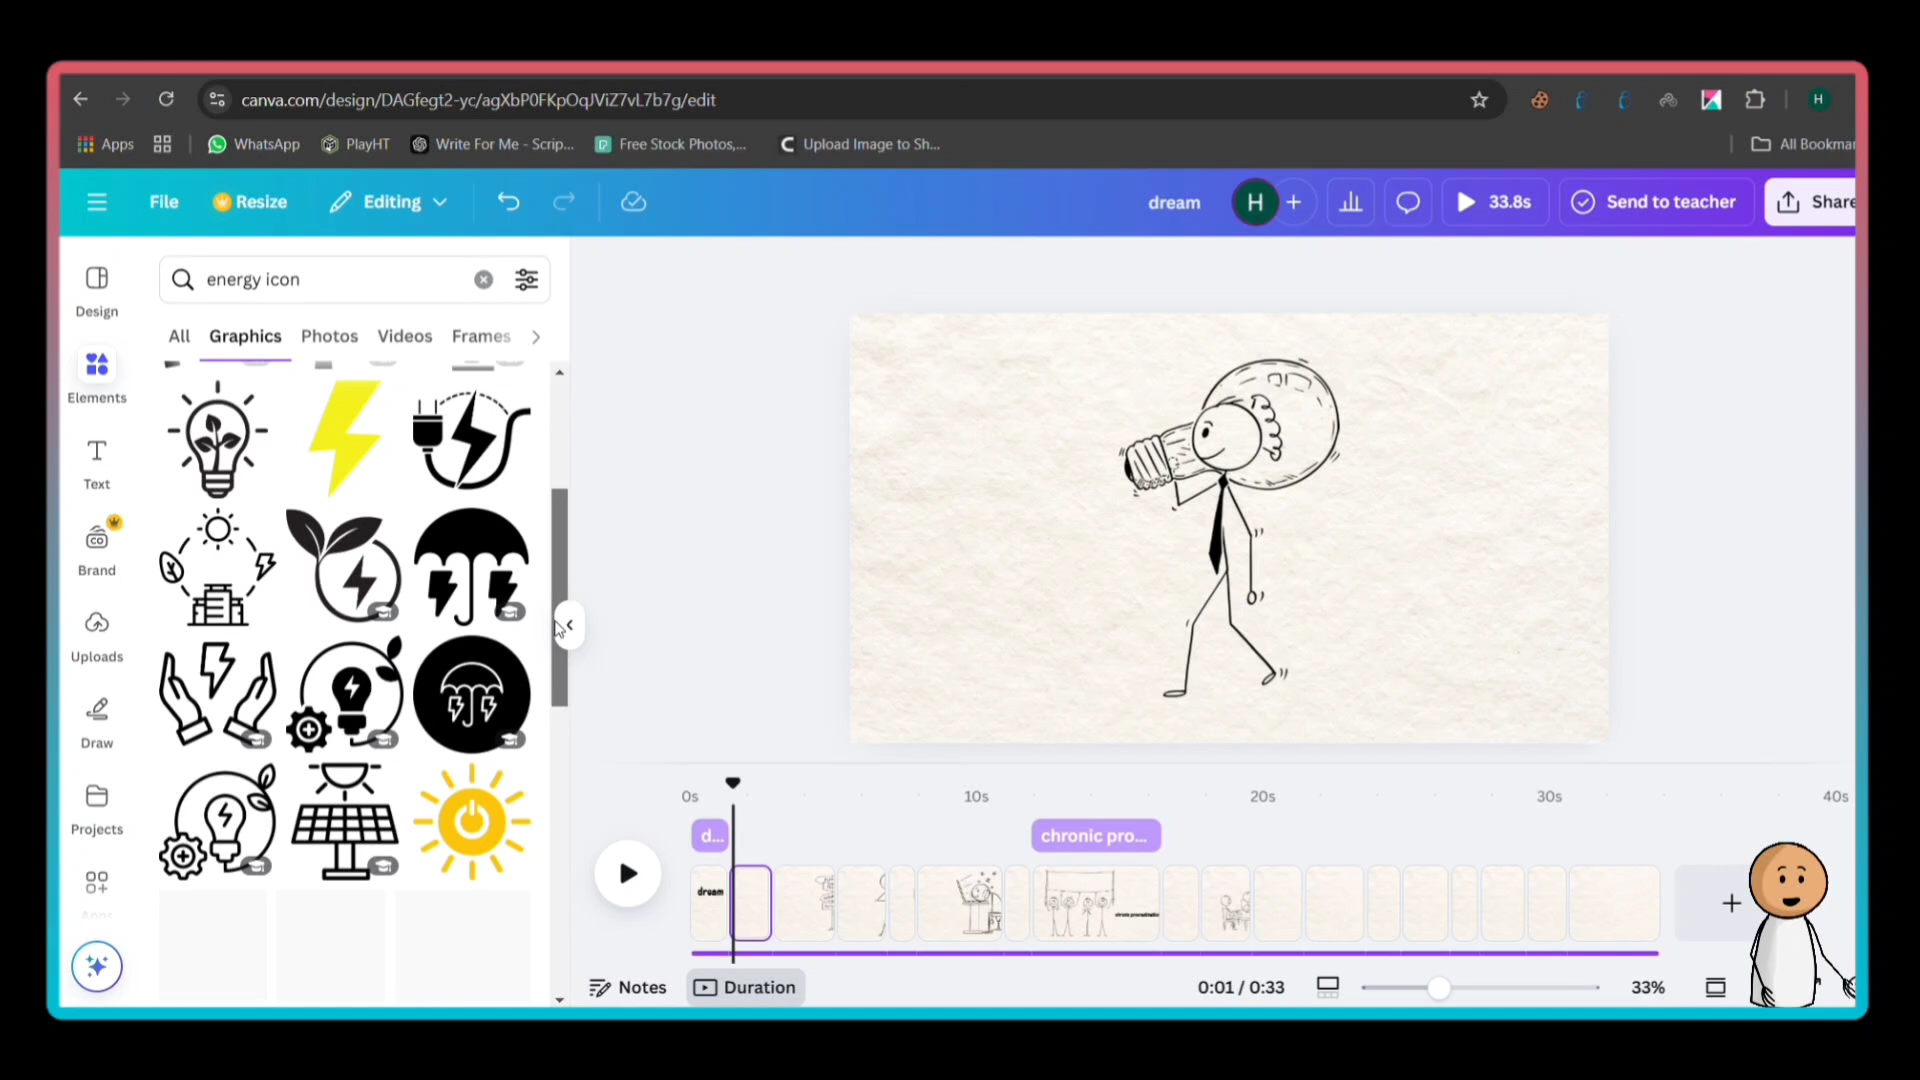 canva.com/design/DAGfegt2-yc/agXbP0FKpOqJViZ7vL7b7g/edit
H
Apps
WhatsApp
PlayHT
Write For Me - Scrip...
Free Stock Photos,...
Upload Image to Sh...
All Bookmar
File
Resize
Editing
dream
H
33.8s
Send to teacher
Share
Design
Elements
Text
Brand
Uploads
Draw
Projects
Apps
energy icon
All
Graphics
Photos
Videos
Frames
0s
10s
20s
30s
40s
d...
chronic pro...
dream
chronic procrastination
Notes
Duration
0:01 / 0:33
33%